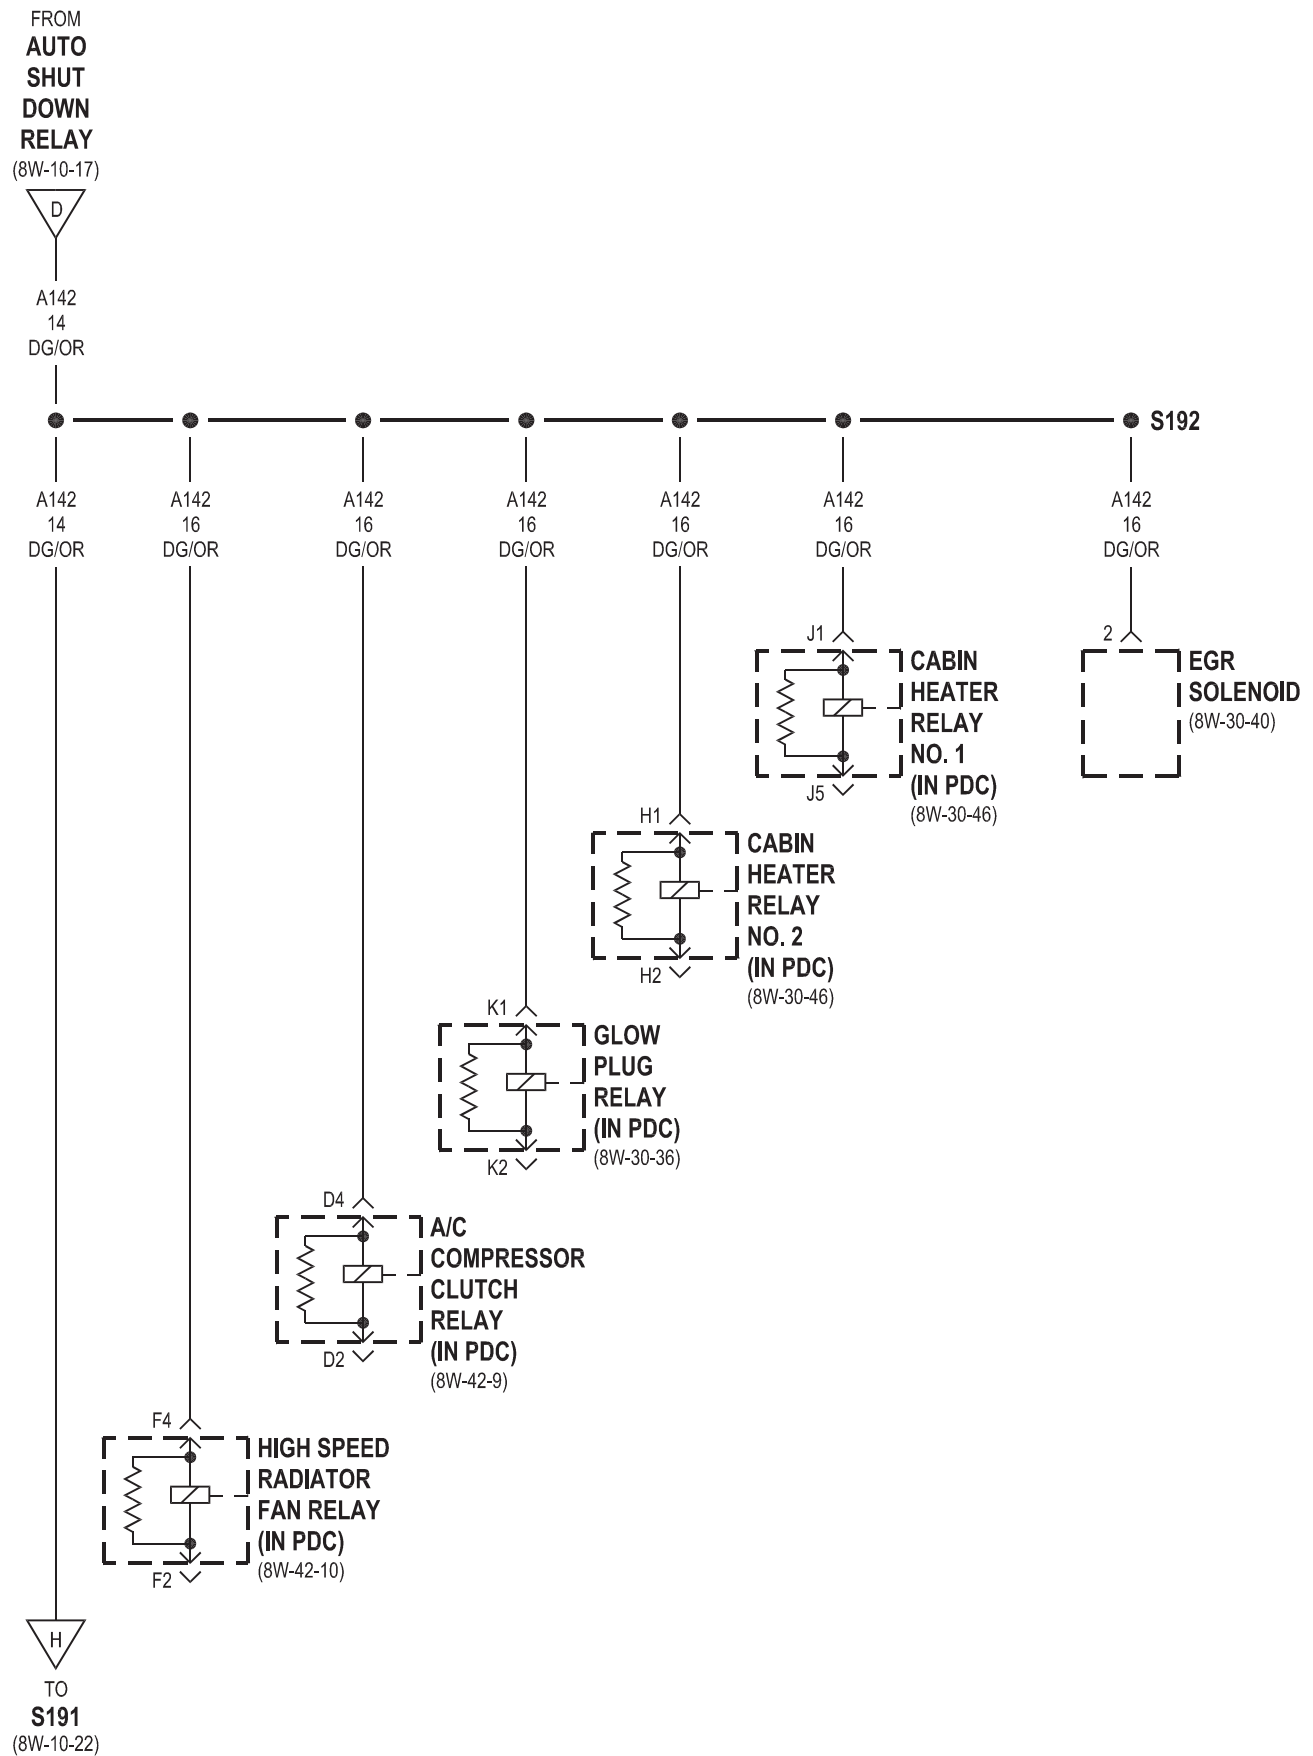 FROM
AUTO
SHUT
DOWN
RELAY
(8W-10-17)
D
A142
14
DG/OR
S192
A142
14
DG/OR
A142
16
DG/OR
A142
16
DG/OR
A142
16
DG/OR
A142
16
DG/OR
A142
16
DG/OR
A142
16
DG/OR
J1
CABIN
HEATER
RELAY
NO. 1
(IN PDC)
(8W-30-46)
J5
2
EGR
SOLENOID
(8W-30-40)
H1
CABIN
HEATER
RELAY
NO. 2
(IN PDC)
(8W-30-46)
H2
K1
GLOW
PLUG
RELAY
(IN PDC)
(8W-30-36)
K2
D4
A/C
COMPRESSOR
CLUTCH
RELAY
(IN PDC)
(8W-42-9)
D2
F4
HIGH SPEED
RADIATOR
FAN RELAY
(IN PDC)
(8W-42-10)
F2
H
TO
S191
(8W-10-22)